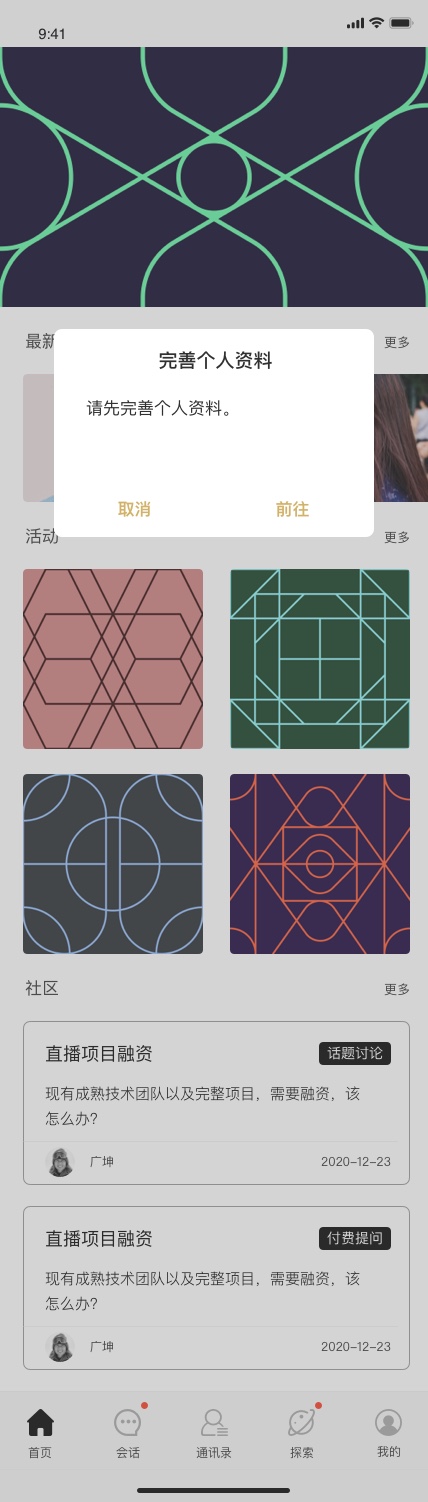 9:41
最新
更多
完善个人资料
请先完善个人资料。
取消
前往
活动
更多
社区
更多
直播项目融资
话题讨论
现有成熟技术团队以及完整项目，需要融资，该
怎么办？
广坤
2020-12-23
直播项目融资
付费提问
现有成熟技术团队以及完整项目，需要融资，该
怎么办？
广坤
2020-12-23
首页
会话
通讯录
探索
我的